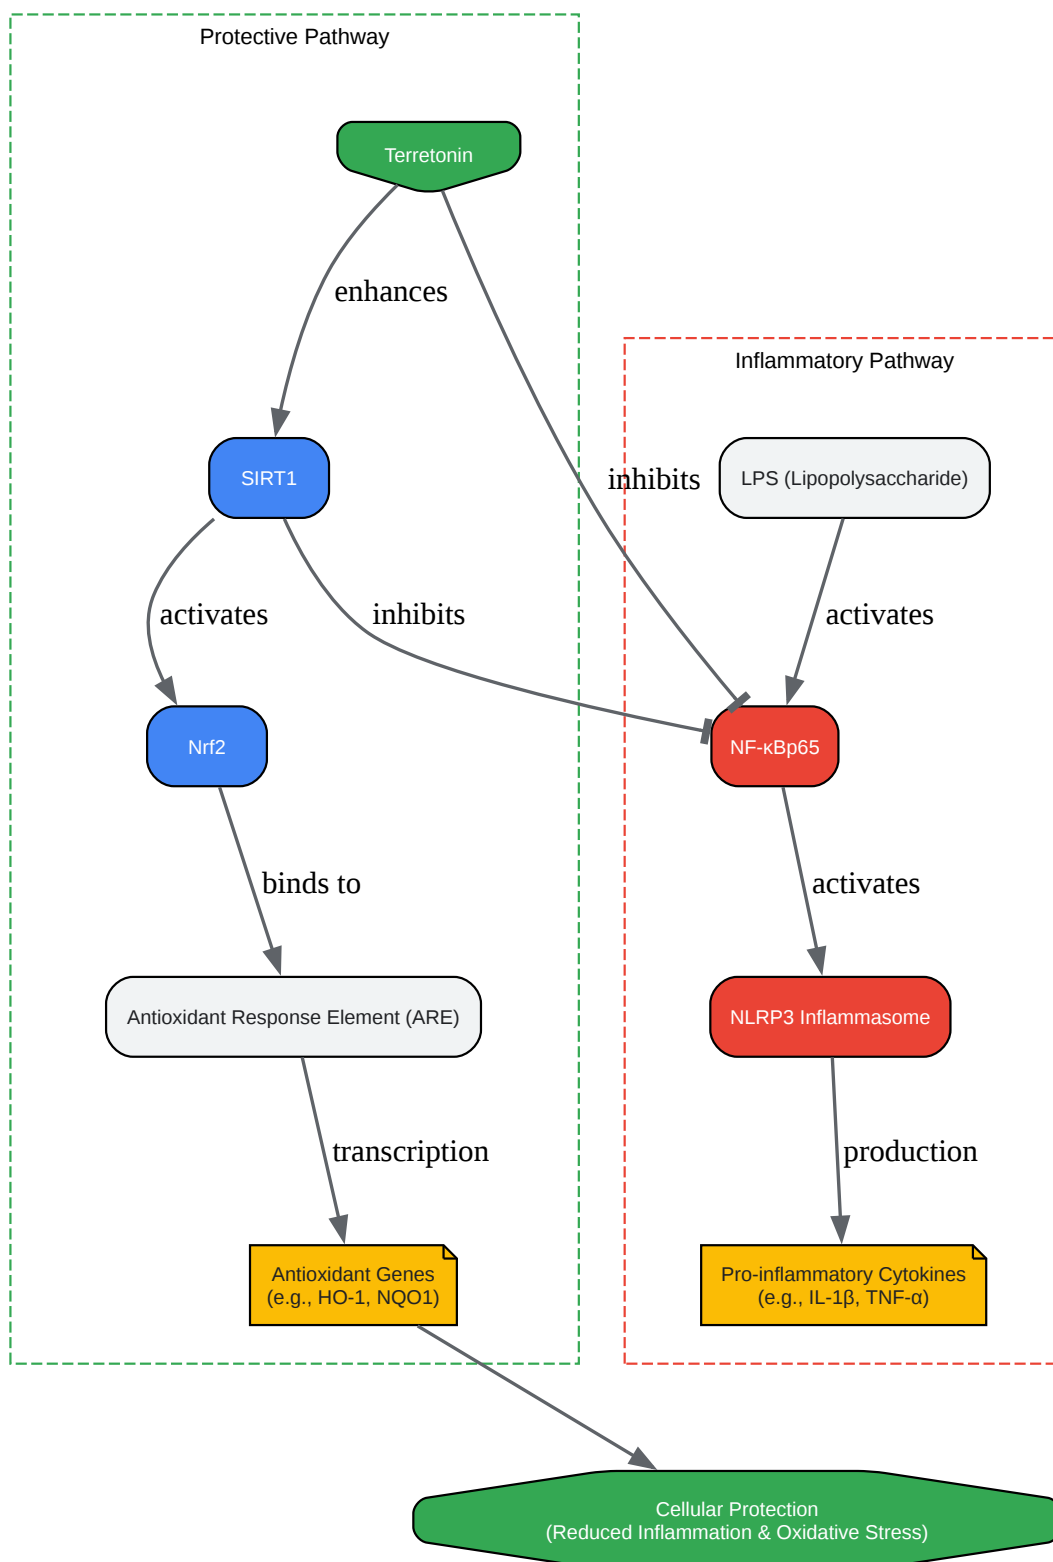 Protective Pathway
Terretonin
enhances
Inflammatory Pathway
SIRT1
inhibits
LPS (Lipopolysaccharide)
activates
inhibits
activates
Nrf2
NF-κBp65
binds to
activates
Antioxidant Response Element (ARE)
NLRP3 Inflammasome
transcription
production
Antioxidant Genes
(e.g., HO-1, NQO1)
Pro-inflammatory Cytokines
(e.g., IL-1β, TNF-α)
Cellular Protection
(Reduced Inflammation & Oxidative Stress)